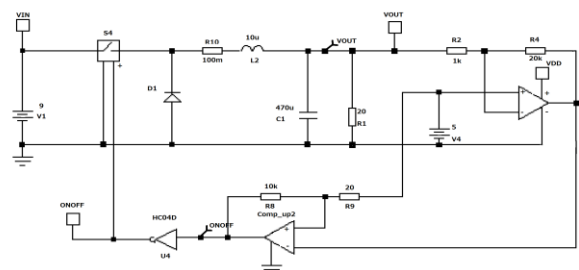 VIN
S4
+
9
V1
D1
R10
100m
10u
L2
VOUT
VOUT
470u
C1
20
R1
R2
1k
R4
20k
VDD
+
-
5
V4
10k
R8
20
R9
Comp_up2
+
-
ONOFF
HC04D
U4
ONOFF